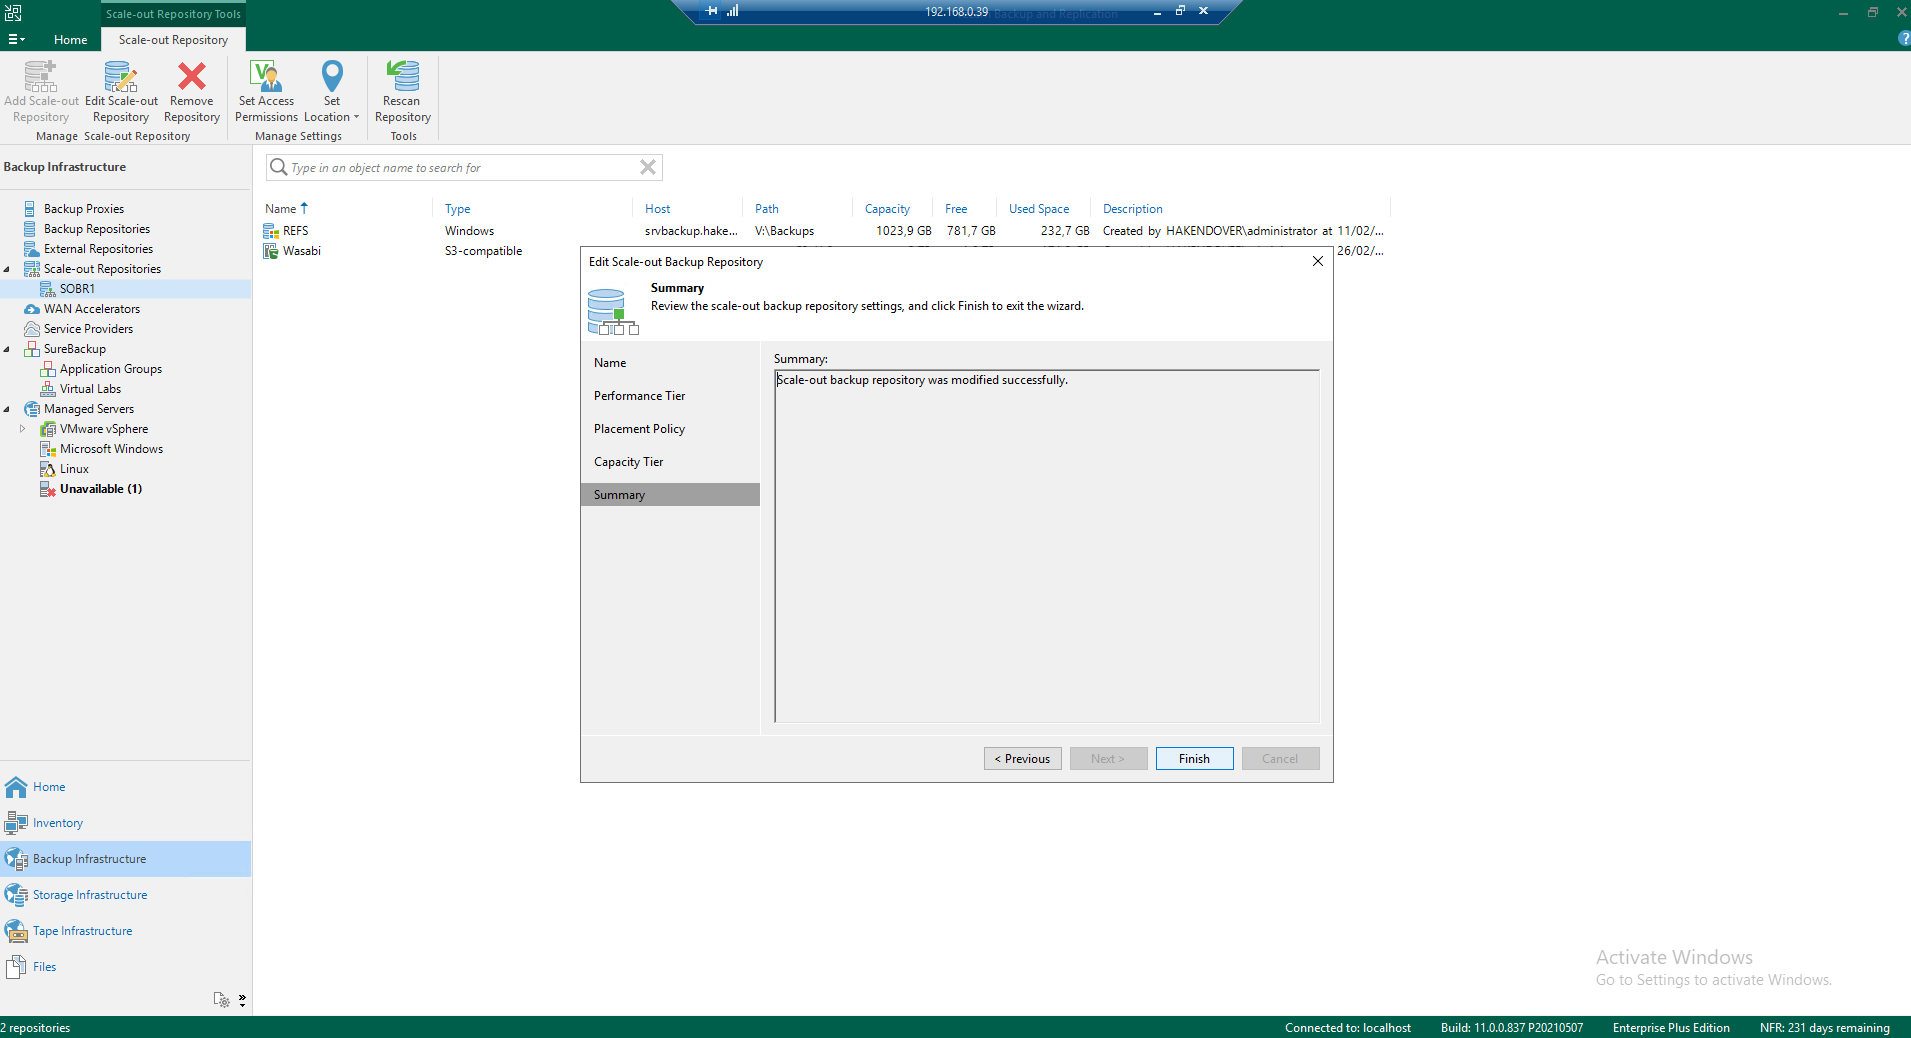 Scale-out Repository Tools
192.168.0.39
Backup and Replication
Home
Scale-out Repository
Add Scale-out
Repository
Edit Scale-out
Repository
Remove
Repository
Set Access
Permissions
Set
Location
Rescan
Repository
Manage Scale-out Repository
Manage Settings
Tools
Backup Infrastructure
Type in an object name to search for
Backup Proxies
Backup Repositories
External Repositories
Scale-out Repositories
SOBR1
WAN Accelerators
Service Providers
SureBackup
Application Groups
Virtual Labs
Managed Servers
VMware vSphere
Microsoft Windows
Linux
Unavailable (1)
Name Type Host Path Capacity Free Used Space Description
REFS Windows srvbackup.hake... V:\Backups 1023,9 GB 781,7 GB 232,7 GB Created by HAKENDOVER\administrator at 11/02/...
Wasabi S3-compatible 26/02/...
Edit Scale-out Backup Repository
Summary
Review the scale-out backup repository settings, and click Finish to exit the wizard.
Name
Performance Tier
Placement Policy
Capacity Tier
Summary
Summary:
Scale-out backup repository was modified successfully.
< Previous
Next >
Finish
Cancel
Home
Inventory
Backup Infrastructure
Storage Infrastructure
Tape Infrastructure
Files
Activate Windows
Go to Settings to activate Windows.
2 repositories
Connected to: localhost
Build: 11.0.0.837 P20210507
Enterprise Plus Edition
NFR: 231 days remaining